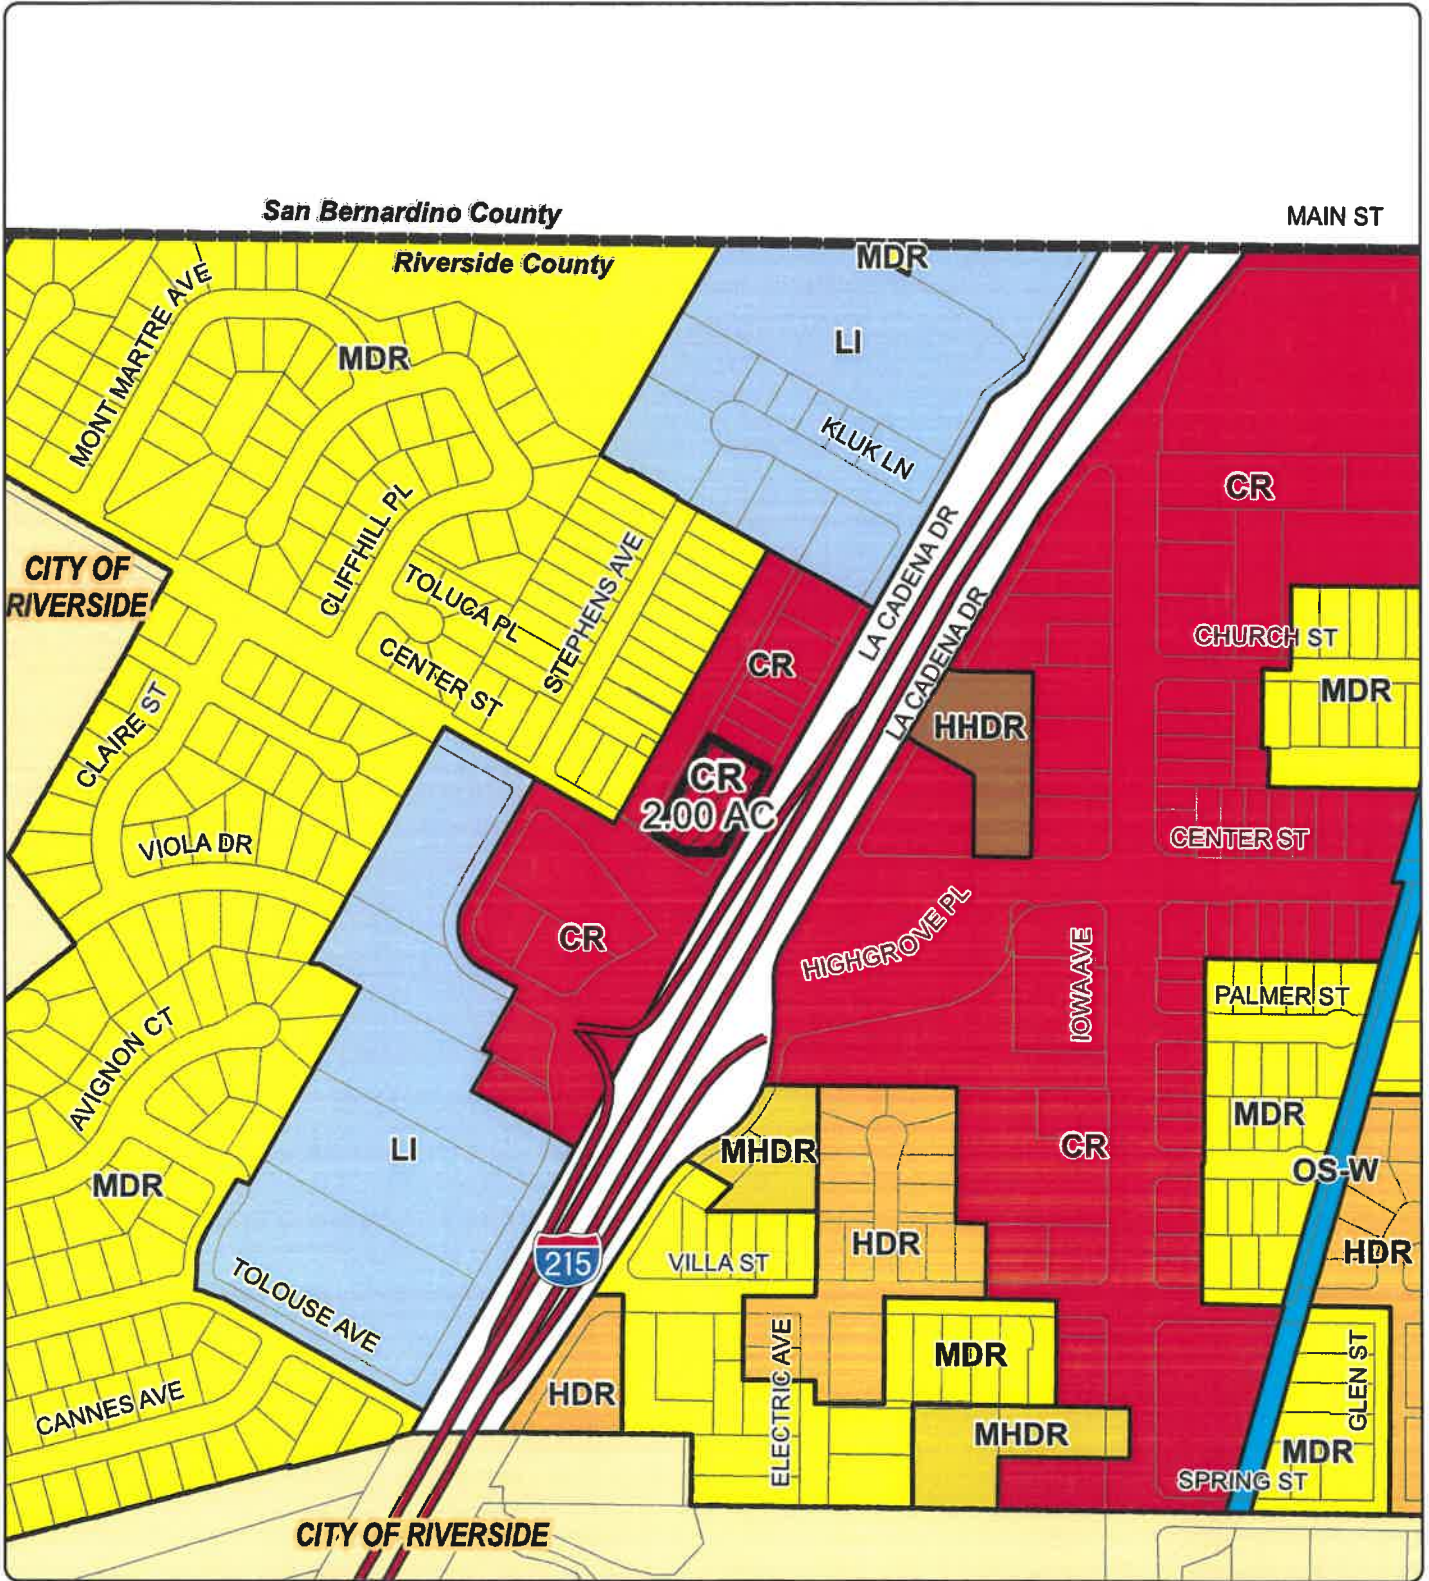 San Bernardino County
MAIN ST
Riverside County
MDR
MONT MARTRE AVE
MDR
LI
KLUK LN
CR
CLIFFHILL PL
LA CADENA DR
CITY OF
RIVERSIDE
TOLUCA PL
STEPHENS AVE
LA CADENA DR
CHURCH ST
CENTER ST
CR
MDR
CLAIRE ST
HHDR
CR
2.00 AC
VIOLA DR
CENTER ST
CR
HIGHGROVE PL
IOWA AVE
PALMER ST
AVIGNON CT
MDR
LI
MHDR
CR
OS-W
MDR
HDR
HDR
215
VILLA ST
TOLOUSE AVE
ELECTRIC AVE
MDR
GLEN ST
HDR
CANNES AVE
MHDR
MDR
SPRING ST
CITY OF RIVERSIDE